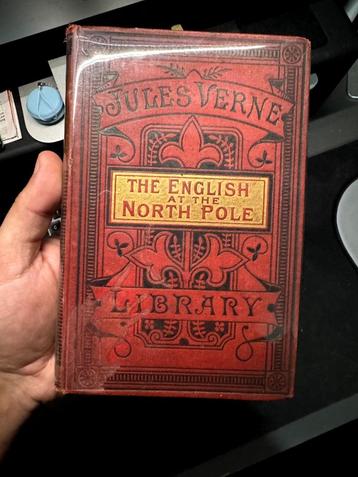 JULES VERNE
THE ENGLISH
AT THE
NORTH POLE
LIBRARY